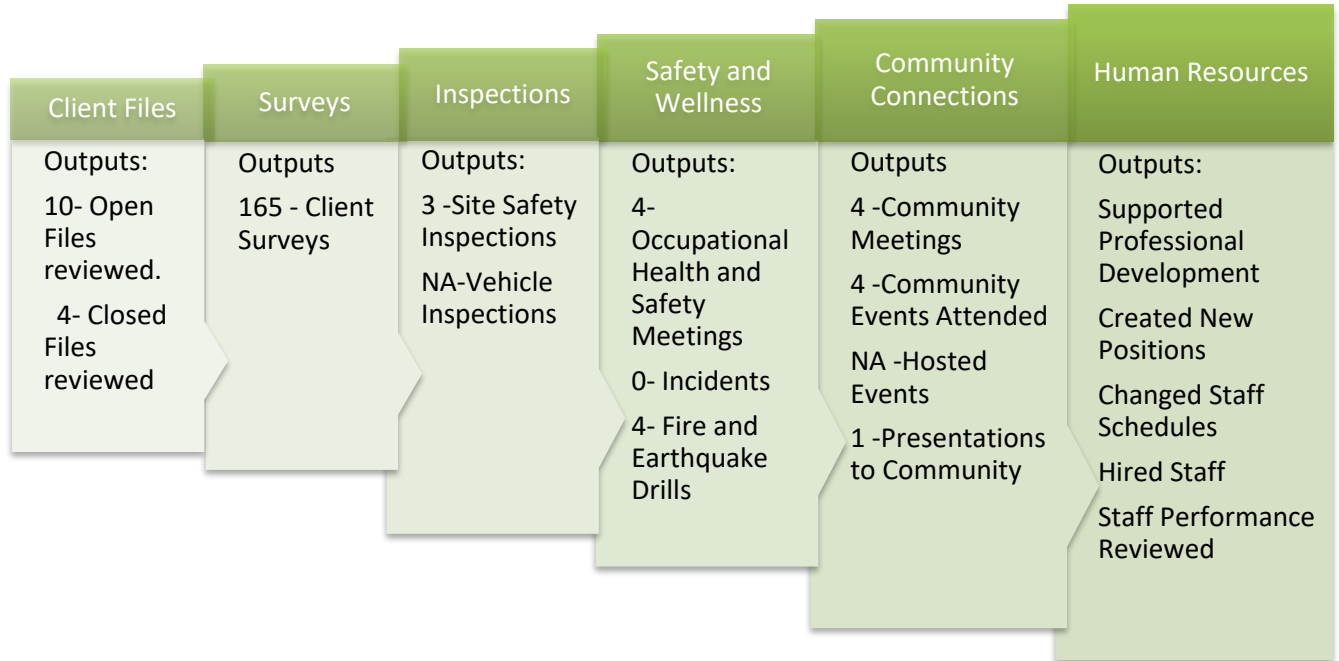 Client Files
Outputs:
10- Open
Files
reviewed.
4- Closed
Files
reviewed
Surveys
Outputs
165 - Client
Surveys
Inspections
Outputs:
3 -Site Safety
Inspections
NA-Vehicle
Inspections
Safety and
Wellness
Outputs:
4-
Occupational
Health and
Safety
Meetings
0- Incidents
4- Fire and
Earthquake
Drills
Community
Connections
Outputs
4 -Community
Meetings
4 -Community
Events Attended
NA -Hosted
Events
1 -Presentations
to Community
Human Resources
Outputs:
Supported
Professional
Development
Created New
Positions
Changed Staff
Schedules
Hired Staff
Staff Performance
Reviewed